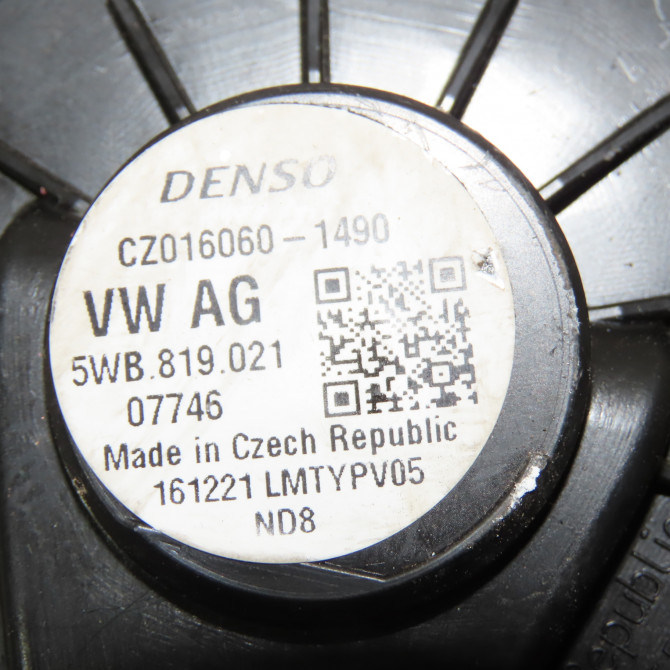 DENSO
CZ016060-1490
VW AG
5WB.819.021
07746
Made in Czech Republic
161221 LMTYPV05
ND8